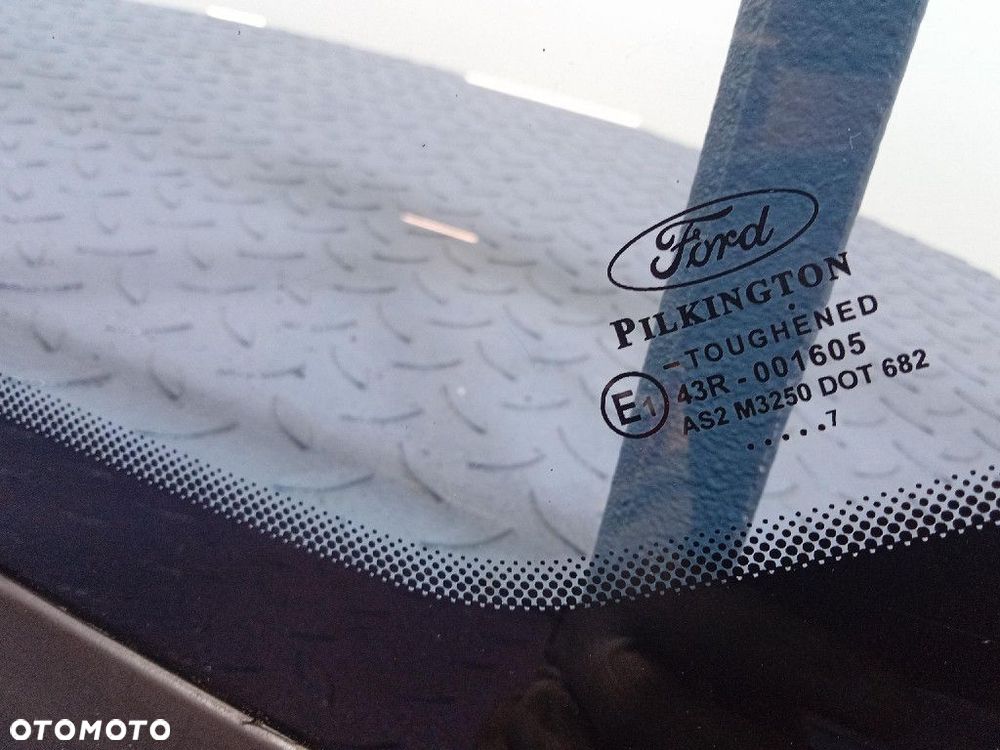 Ford
PILKINGTON
TOUGHENED
E1 43R - 001605
AS2 M3250 DOT 682
.....7
OTOMOTO